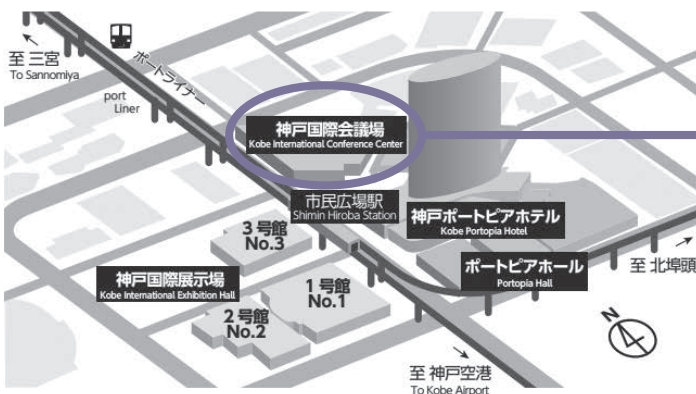 至 三宮
To Sannomiya
ポートライナー
port
Liner
神戸国際会議場
Kobe International Conference Center
市民広場駅
Shimin Hiroba Station
神戸ポートピアホテル
Kobe Portopia Hotel
3号館
No.3
神戸国際展示場
Kobe International Exhibition Hall
1号館
No.1
2号館
No.2
ポートピアホール
Portopia Hall
至 北埠頭
N
至 神戸空港
To Kobe Airport